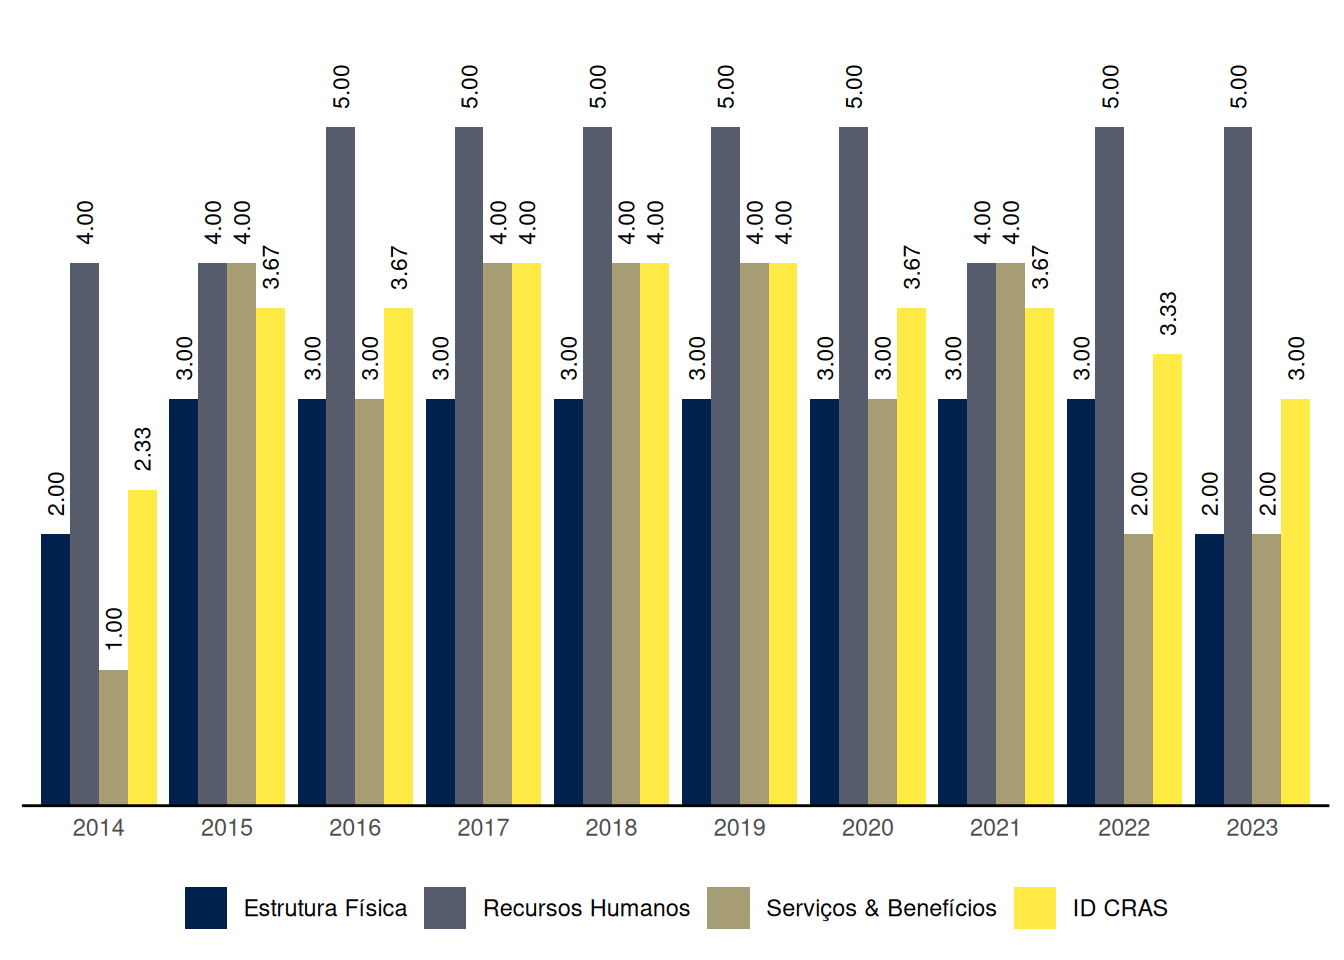 5.00 5.00 5.00 5.00 5.00 5.00 5.00
4.00 4.00 4.00 4.00 4.00 4.00 4.00 4.00 4.00 4.00 4.00
3.67 3.67 3.67 3.67
3.33
3.00 3.00 3.00 3.00 3.00 3.00 3.00 3.00 3.00 3.00 3.00
2.33
2.00 2.00 2.00 2.00
1.00
2014 2015 2016 2017 2018 2019 2020 2021 2022 2023
Estrutura Física Recursos Humanos Serviços & Benefícios ID CRAS